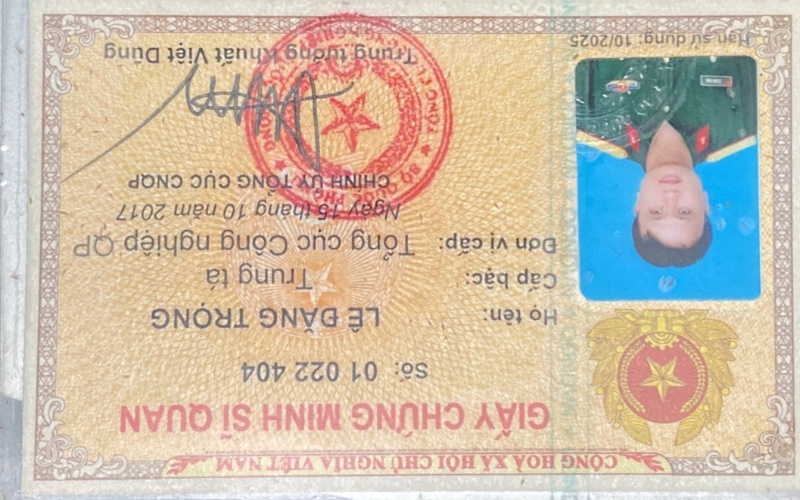 CỘNG HOÀ XÃ HỘI CHỦ NGHĨA VIỆT NAM
GIẤY CHỨNG MINH SĨ QUAN
Số: 01 022 404
Họ tên: LÊ ĐĂNG TRỌNG
Cấp bậc: Trung tá
Đơn vị cấp: Tổng cục Công nghiệp QP
Ngày 15 tháng 10 năm 2017
CHÍNH ỦY TỔNG CỤC CNQP
Trung tướng Khuất Việt Dũng
Hạn sử dụng: 10/2025